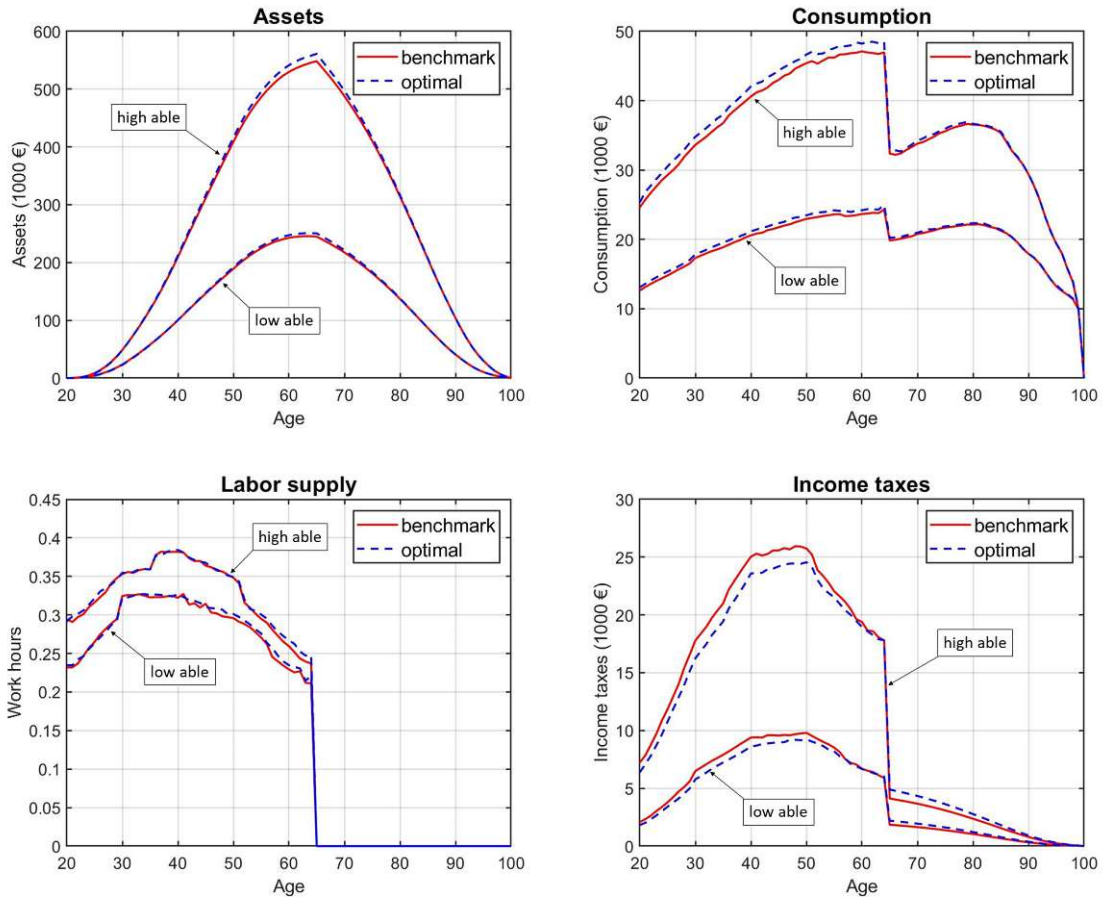 Assets
600
500
400
300
200
100
0
Assets (1000 €)
benchmark
optimal
high able
low able
20 30 40 50 60 70 80 90 100
Age
Consumption
50
40
30
20
10
0
Consumption (1000 €)
benchmark
optimal
high able
low able
20 30 40 50 60 70 80 90 100
Age
Labor supply
0.45
0.4
0.35
0.3
0.25
0.2
0.15
0.1
0.05
0
Work hours
benchmark
optimal
high able
low able
20 30 40 50 60 70 80 90 100
Age
Income taxes
30
25
20
15
10
5
0
Income taxes (1000 €)
benchmark
optimal
high able
low able
20 30 40 50 60 70 80 90 100
Age